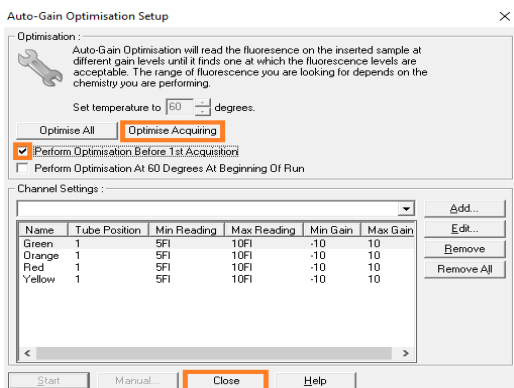 Auto-Gain Optimisation Setup
Optimisation :
Auto-Gain Optimisation will read the fluoresence on the inserted sample at
different gain levels until it finds one at which the fluorescence levels are
acceptable. The range of fluorescence you are looking for depends on the
chemistry you are performing.
Set temperature to 60 degrees.
Optimise All Optimise Acquiring
Perform Optimisation Before 1st Acquisition
Perform Optimisation At 60 Degrees At Beginning Of Run
Channel Settings :
Add...
Name Tube Position Min Reading Max Reading Min Gain Max Gain
Edit...
Green 1 5Fl 10Fl -10 10
Orange 1 5Fl 10Fl -10 10
Remove
Red 1 5Fl 10Fl -10 10
Remove All
Yellow 1 5Fl 10Fl -10 10
Start Manual... Close Help